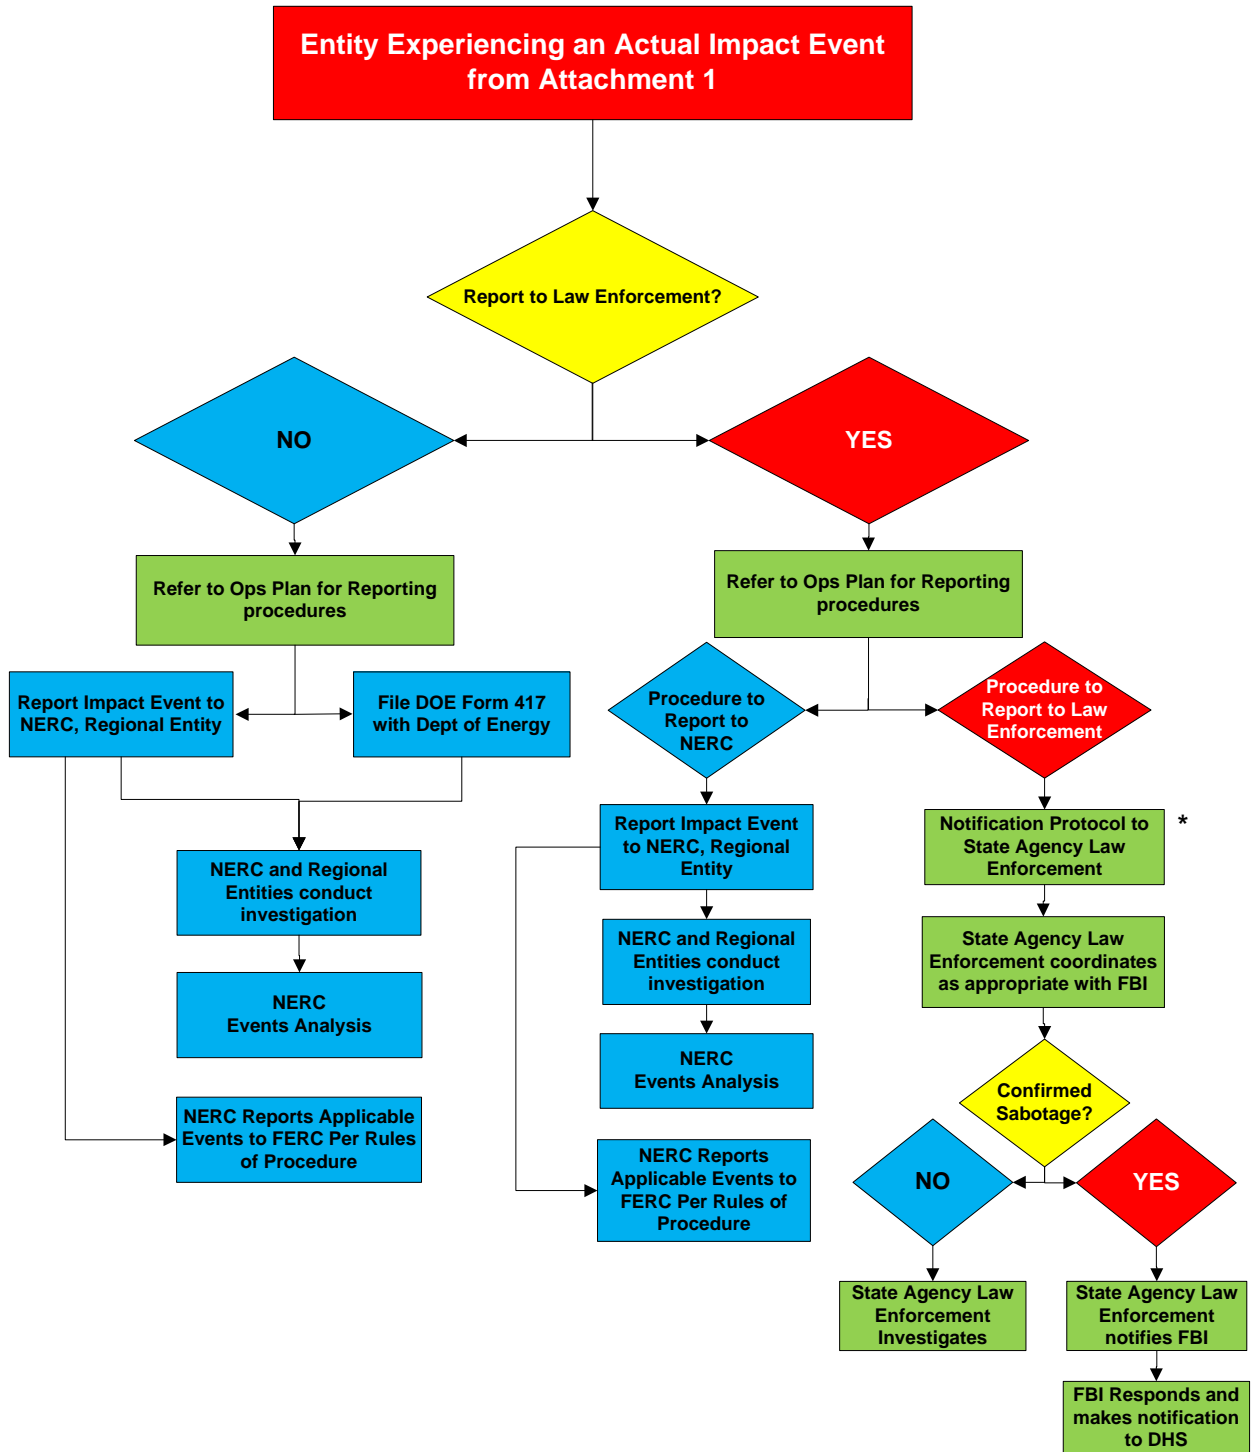 Entity Experiencing an Actual Impact Event
from Attachment 1
Report to Law Enforcement?
NO
YES
Refer to Ops Plan for Reporting
procedures
Refer to Ops Plan for Reporting
procedures
Report Impact Event to
NERC, Regional Entity
File DOE Form 417
with Dept of Energy
Procedure to
Report to
NERC
Procedure to
Report to Law
Enforcement
NERC and Regional
Entities conduct
investigation
NERC
Events Analysis
NERC Reports Applicable
Events to FERC Per Rules
of Procedure
Report Impact Event
to NERC, Regional
Entity
NERC and Regional
Entities conduct
investigation
NERC
Events Analysis
NERC Reports
Applicable Events to
FERC Per Rules of
Procedure
Notification Protocol to
State Agency Law
Enforcement
*
State Agency Law
Enforcement coordinates
as appropriate with FBI
Confirmed
Sabotage?
NO
YES
State Agency Law
Enforcement
Investigates
State Agency Law
Enforcement
notifies FBI
FBI Responds and
makes notification
to DHS